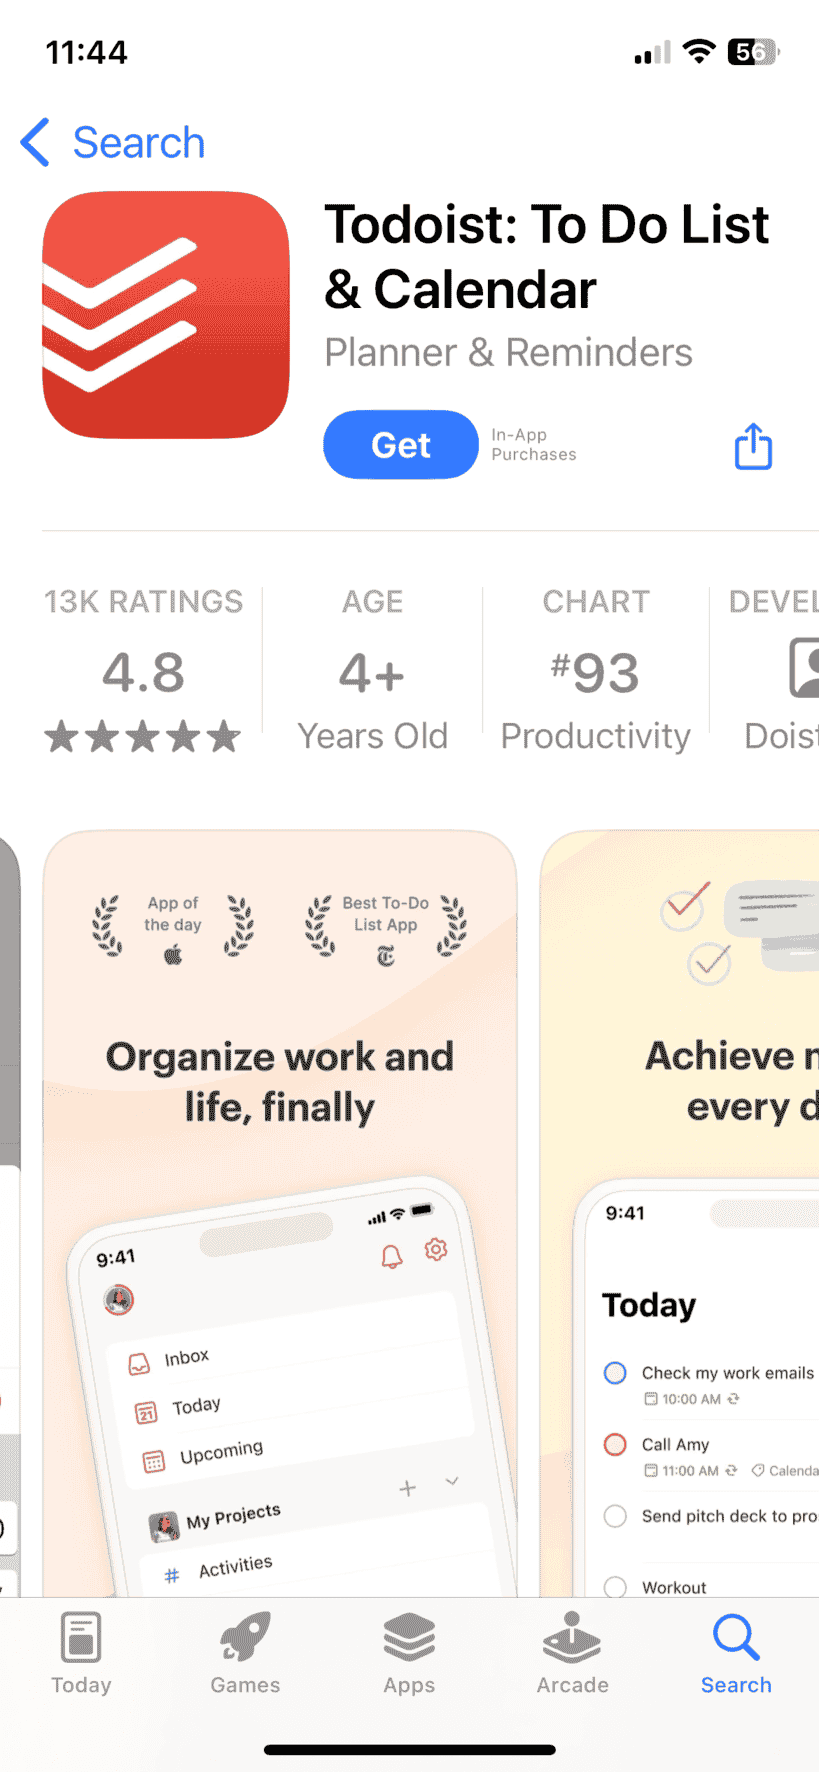 11:44
56
Search
Todoist: To Do List
& Calendar
Planner & Reminders
Get
In-App
Purchases
13K RATINGS
4.8
AGE
4+
Years Old
CHART
#93
Productivity
DEVEL
Doist
App of
the day
Best To-Do
List App
Organize work and
life, finally
9:41
Inbox
21
Today
Upcoming
My Projects
# Activities
Achieve
every d
9:41
Today
Check my work emails
10:00 AM
Call Amy
11:00 AM
Calenda
Send pitch deck to pro
Workout
Today
Games
Apps
Arcade
Search